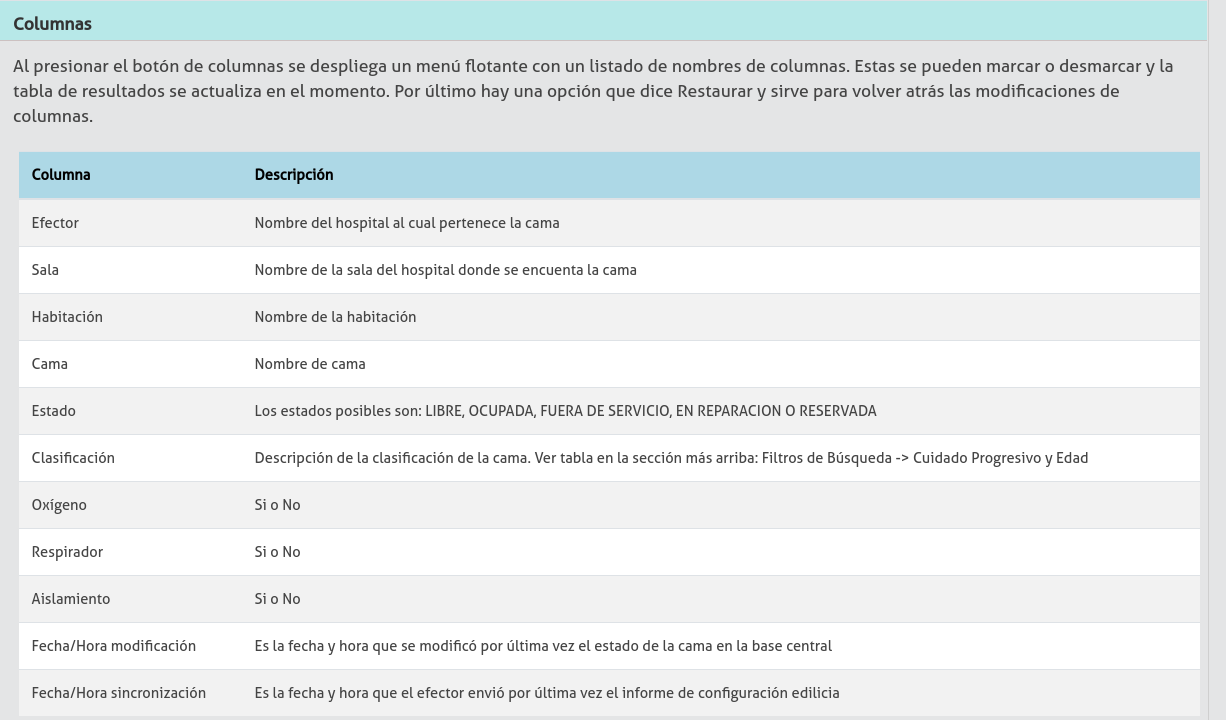 Columnas
Al presionar el botón de columnas se despliega un menú flotante con un listado de nombres de columnas. Estas se pueden marcar o desmarcar y la
tabla de resultados se actualiza en el momento. Por último hay una opción que dice Restaurar y sirve para volver atrás las modificaciones de
columnas.
Columna Descripción
Efector Nombre del hospital al cual pertenece la cama
Sala Nombre de la sala del hospital donde se encuenta la cama
Habitación Nombre de la habitación
Cama Nombre de cama
Estado Los estados posibles son: LIBRE, OCUPADA, FUERA DE SERVICIO, EN REPARACION O RESERVADA
Clasificación Descripción de la clasificación de la cama. Ver tabla en la sección más arriba: Filtros de Búsqueda -> Cuidado Progresivo y Edad
Oxígeno Si o No
Respirador Si o No
Aislamiento Si o No
Fecha/Hora modificación Es la fecha y hora que se modificó por última vez el estado de la cama en la base central
Fecha/Hora sincronización Es la fecha y hora que el efector envió por última vez el informe de configuración edilicia